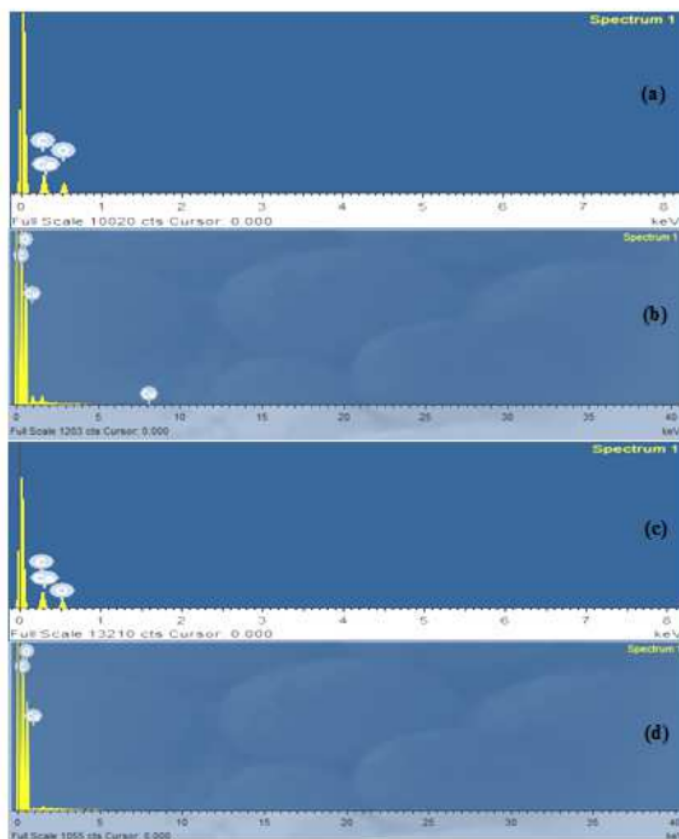 Spectrum 1
(a)
0 1 2 3 4 5 6 7 8
Full Scale 10020 cts Cursor: 0.000 keV
Spectrum 1
(b)
0 5 10 15 20 25 30 35 40
Full Scale 1203 cts Cursor: 0.000 keV
Spectrum 1
(c)
0 1 2 3 4 5 6 7 8
Full Scale 13210 cts Cursor: 0.000 keV
Spectrum 1
(d)
0 5 10 15 20 25 30 35 40
Full Scale 1055 cts Cursor: 0.000 keV